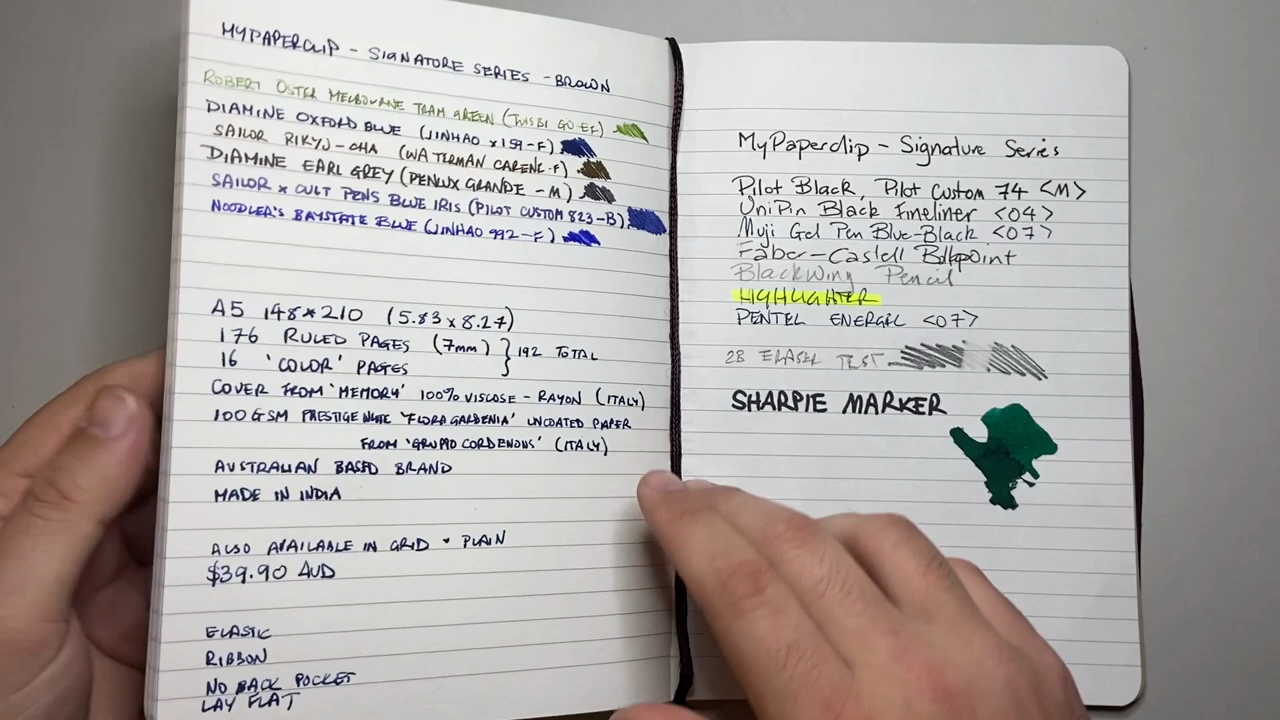 MYPAPERCLIP - SIGNATURE SERIES - BROWN
ROBERT OSTER MELBOURNE TRAM GREEN (TWSBI GO EF)
DIAMINE OXFORD BLUE (JINHAO x159-F)
SAILOR RIKYU-CHA (WATERMAN CARENE-F)
DIAMINE EARL GREY (PENLUX GRANDE - M)
SAILOR x CULT PENS BLUE IRIS (PILOT CUSTOM 823-B)
NOODLER'S BAYSTATE BLUE (JINHAO 992-F)
A5 148*210 (5.83 x 8.27)
176 RULED PAGES (7mm) } 192 TOTAL
16 'COLOR' PAGES
COVER FROM 'MEMORY' 100% VISCOSE - RAYON (ITALY)
100GSM PRESTIGE WHITE 'FLORA GARDENIA' UNCOATED PAPER
FROM 'GRUPPO CORDENONS' (ITALY)
AUSTRALIAN BASED BRAND
MADE IN INDIA
ALSO AVAILABLE IN GRID + PLAIN
$39.90 AUD
ELASTIC
RIBBON
NO BACK POCKET
LAY FLAT
MyPaperclip - Signature Series
Pilot Black, Pilot Custom 74 <M>
UniPin Black Fineliner <04>
Muji Gel Pen Blue-Black <07>
Faber-Castell Ballpoint
Blackwing Pencil
HIGHLIGHTER
PENTEL ENERGEL <07>
2B ERASER TEST
SHARPIE MARKER